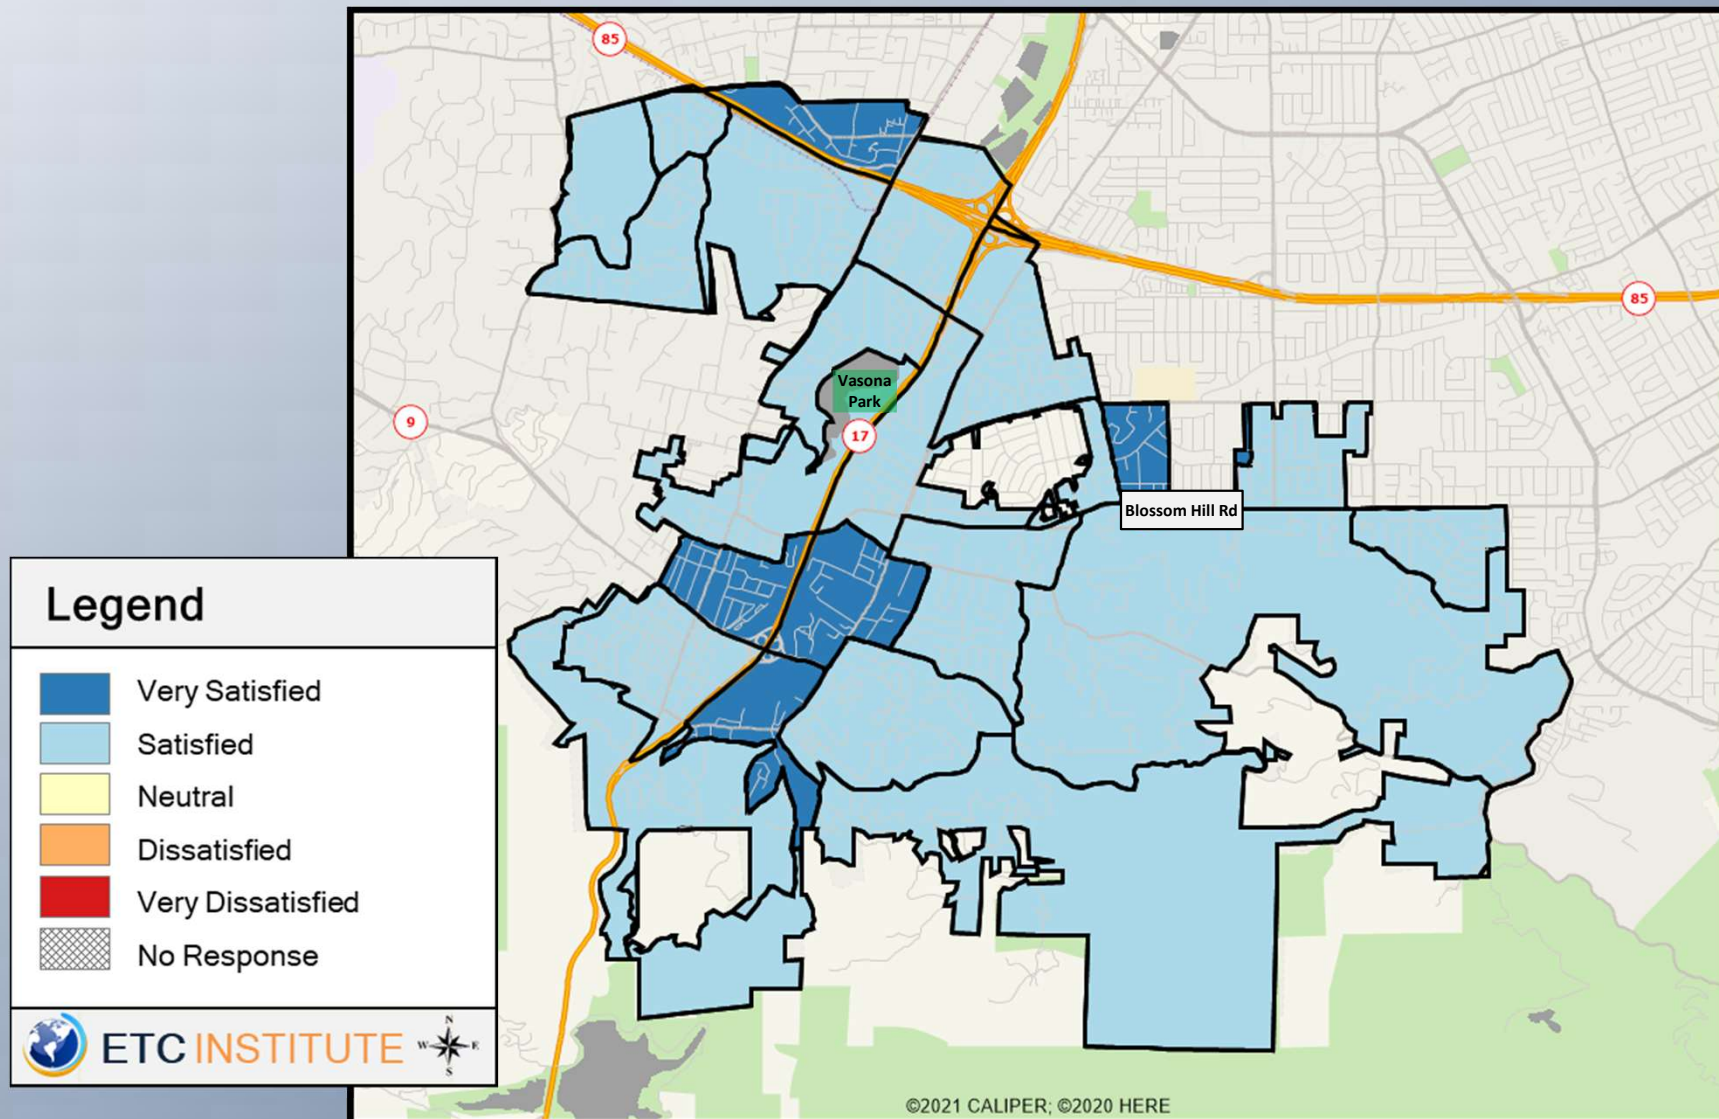 85
85
9
Vasona
Park
17
Blossom Hill Rd
Legend
Very Satisfied
Satisfied
Neutral
Dissatisfied
Very Dissatisfied
No Response
ETC INSTITUTE
N
W E
S
©2021 CALIPER; ©2020 HERE